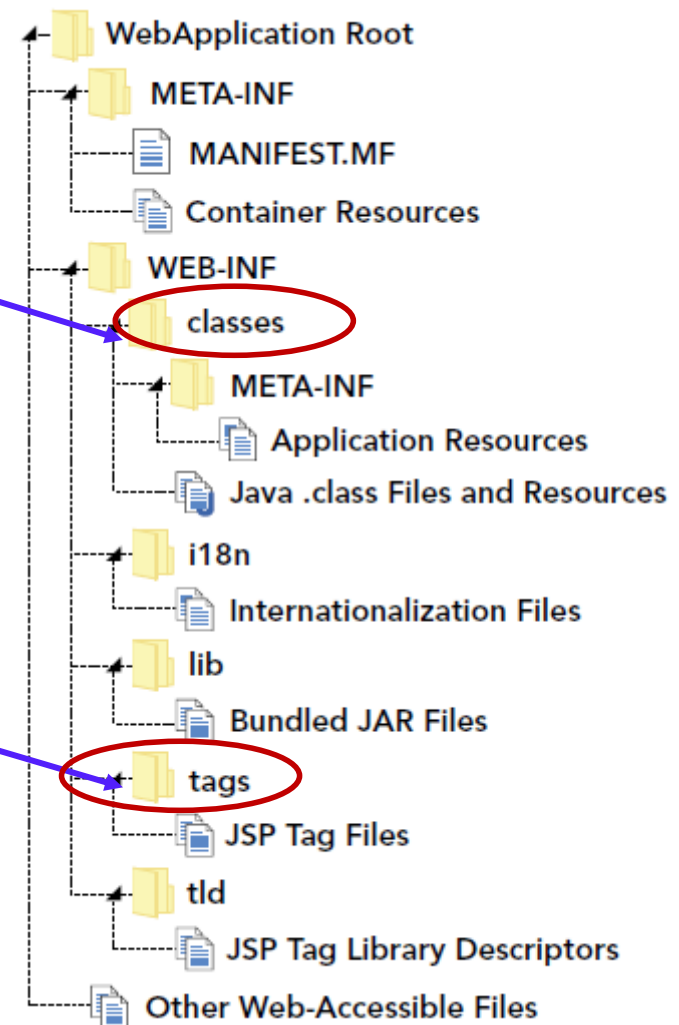 WebApplication Root
META-INF
MANIFEST.MF
Container Resources
WEB-INF
classes
META-INF
Application Resources
Java .class Files and Resources
i18n
Internationalization Files
lib
Bundled JAR Files
tags
JSP Tag Files
tld
JSP Tag Library Descriptors
Other Web-Accessible Files